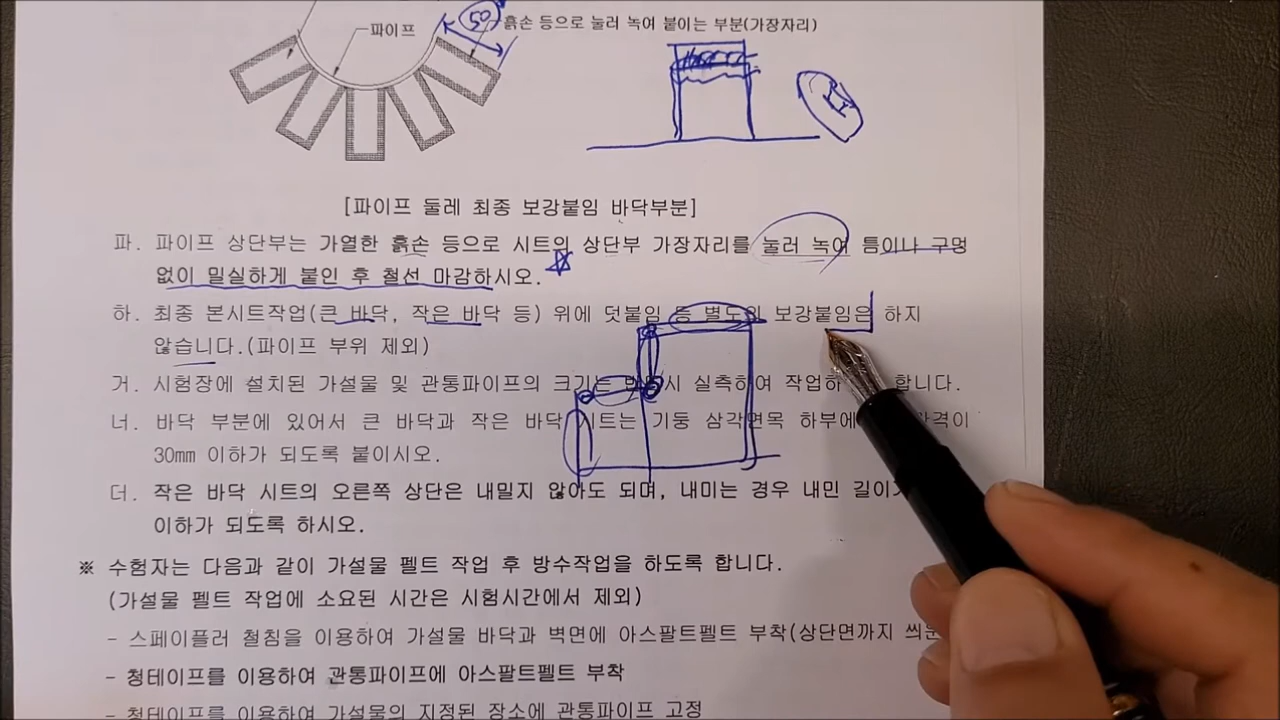 파이프
05
흙손 등으로 눌러 녹여 붙이는 부분(가장자리)
[파이프 둘레 최종 보강붙임 바닥부분]
파. 파이프 상단부는 가열한 흙손 등으로 시트의 상단부 가장자리를 눌러 녹여 틈이나 구멍
없이 밀실하게 붙인 후 철선 마감하시오.
하. 최종 본시트작업(큰 바닥, 작은 바닥 등) 위에 덧붙임 등 별도의 보강붙임은 하지
않습니다.(파이프 부위 제외)
거. 시험장에 설치된 가설물 및 관통파이프의 크기는 반드시 실측하여 작업하 합니다.
너. 바닥 부분에 있어서 큰 바닥과 작은 바닥 시트는 기둥 삼각면목 하부에
30mm 이하가 되도록 붙이시오.
더. 작은 바닥 시트의 오른쪽 상단은 내밀지 않아도 되며, 내미는 경우 내민 길이
이하가 되도록 하시오.
※ 수험자는 다음과 같이 가설물 펠트 작업 후 방수작업을 하도록 합니다.
(가설물 펠트 작업에 소요된 시간은 시험시간에서 제외)
- 스페이플러 철침을 이용하여 가설물 바닥과 벽면에 아스팔트펠트 부착(상단면까지 씌운
- 청테이프를 이용하여 관통파이프에 아스팔트펠트 부착
- 청테이프를 이용하여 가설물의 지정된 장소에 관통파이프 고정